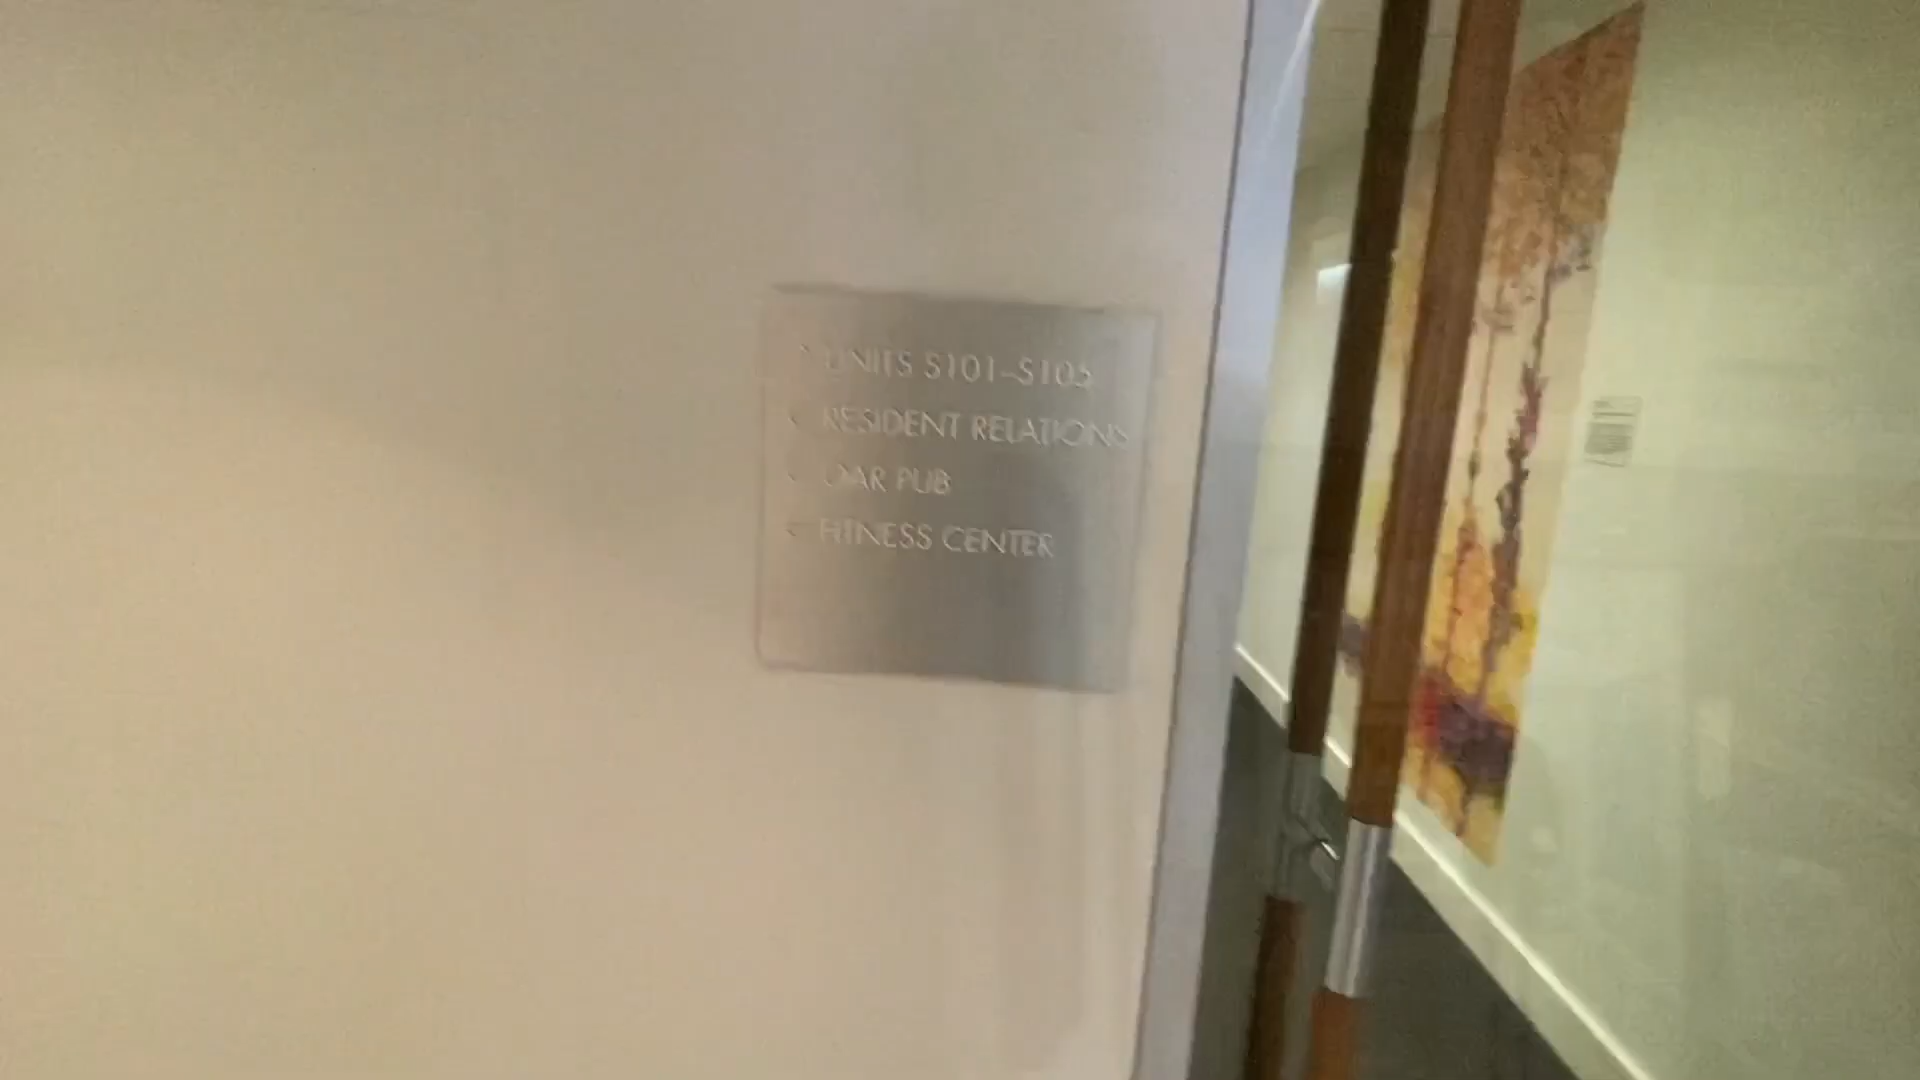 ^ UNITS S101–S105
< RESIDENT RELATIONS
< OAR PUB
< FITNESS CENTER